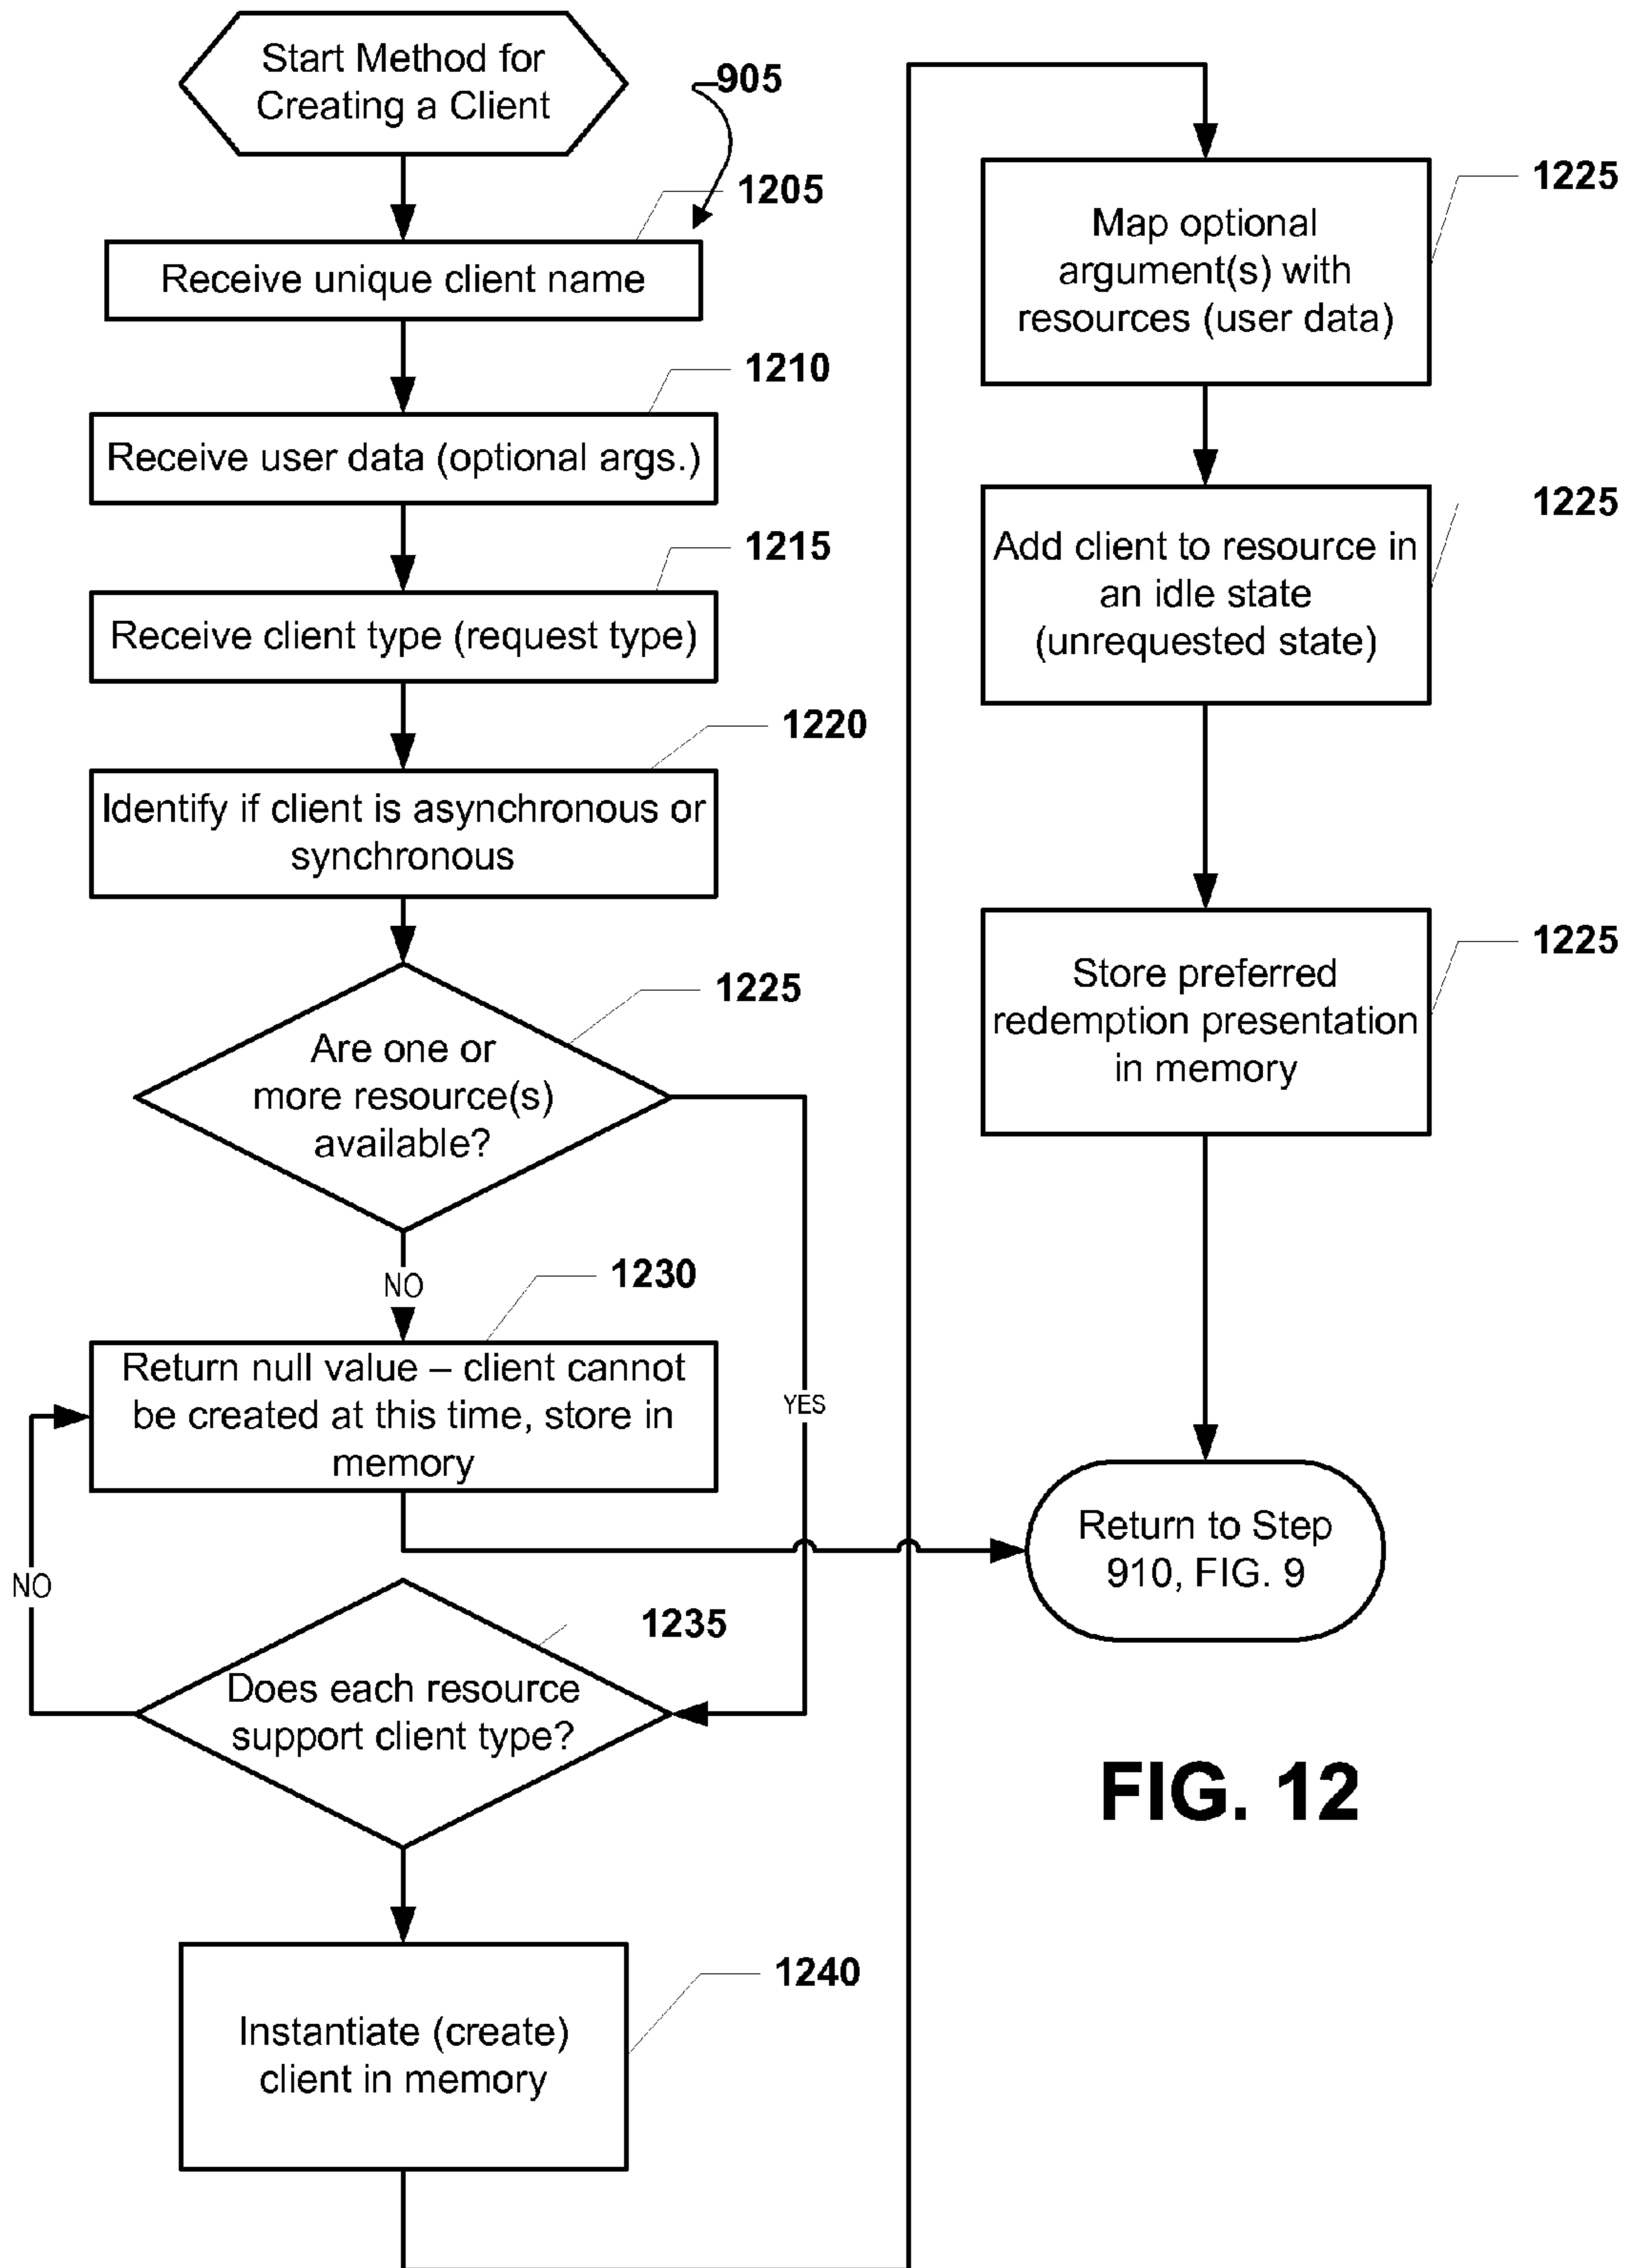 Start Method for
Creating a Client
905
1205
Receive unique client name
1210
Receive user data (optional args.)
1215
Receive client type (request type)
1220
Identify if client is asynchronous or
synchronous
1225
Are one or
more resource(s)
available?
NO
YES
1230
Return null value – client cannot
be created at this time, store in
memory
NO
1235
Does each resource
support client type?
1240
Instantiate (create)
client in memory
1225
Map optional
argument(s) with
resources (user data)
1225
Add client to resource in
an idle state
(unrequested state)
1225
Store preferred
redemption presentation
in memory
Return to Step
910, FIG. 9
FIG. 12